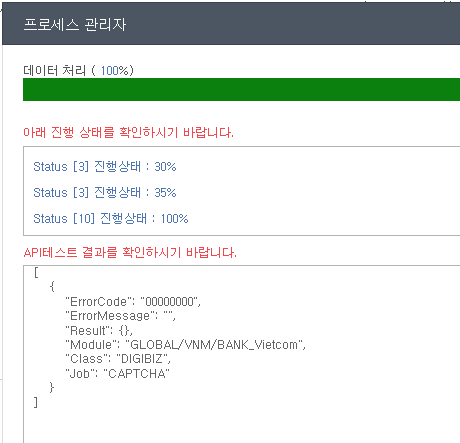 프로세스 관리자
데이터 처리 ( 100%)
아래 진행 상태를 확인하시기 바랍니다.
Status [3] 진행상태 : 30%
Status [3] 진행상태 : 35%
Status [10] 진행상태 : 100%
API테스트 결과를 확인하시기 바랍니다.
[
{
"ErrorCode": "00000000",
"ErrorMessage": "",
"Result": {},
"Module": "GLOBAL/VNM/BANK_Vietcom",
"Class": "DIGIBIZ",
"Job": "CAPTCHA"
}
]